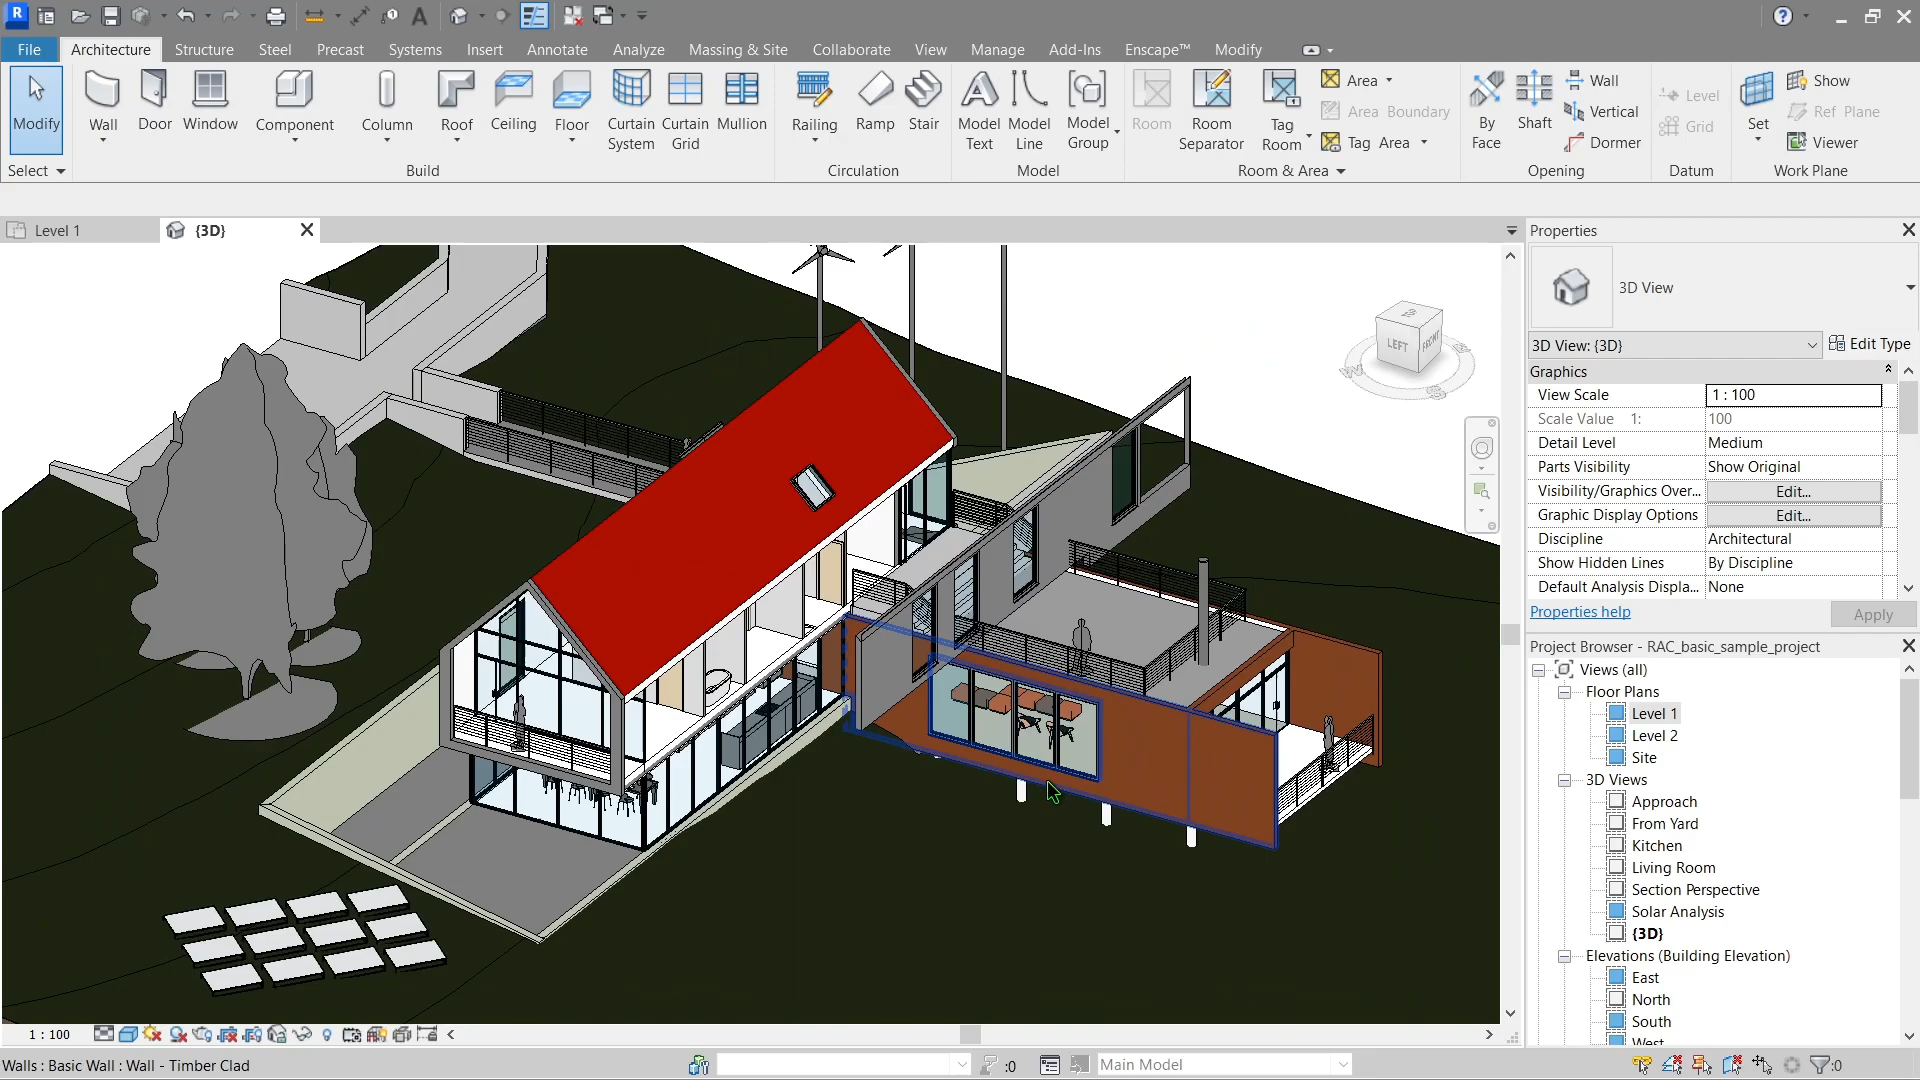 R
A
?
File Architecture Structure Steel Precast Systems Insert Annotate Analyze Massing & Site Collaborate View Manage Add-Ins Enscape™ Modify
Modify
Wall
Door
Window
Component
Column
Roof
Ceiling
Floor
Curtain
System
Curtain
Grid
Mullion
Railing
Ramp
Stair
Model
Text
Model
Line
Model
Group
Room
Room
Separator
Tag
Room
Area
Area Boundary
Tag Area
By
Face
Shaft
Wall
Vertical
Dormer
Level
Grid
Set
Show
Ref Plane
Viewer
Select
Build
Circulation
Model
Room & Area
Opening
Datum
Work Plane
Level 1
{3D}
LEFT
FRONT
W
S
Properties
3D View
3D View: {3D}
Edit Type
Graphics
View Scale 1 : 100
Scale Value 1: 100
Detail Level Medium
Parts Visibility Show Original
Visibility/Graphics Over... Edit...
Graphic Display Options Edit...
Discipline Architectural
Show Hidden Lines By Discipline
Default Analysis Displa... None
Properties help
Apply
Project Browser - RAC_basic_sample_project
Views (all)
Floor Plans
Level 1
Level 2
Site
3D Views
Approach
From Yard
Kitchen
Living Room
Section Perspective
Solar Analysis
{3D}
Elevations (Building Elevation)
East
North
South
West
1 : 100
Walls : Basic Wall : Wall - Timber Clad
:0
Main Model
:0